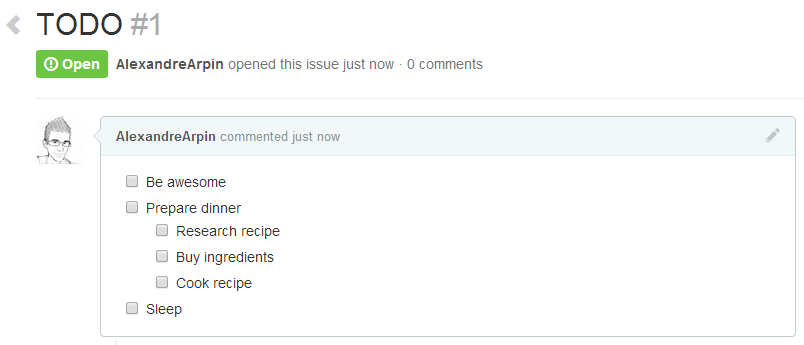 TODO #1
Open AlexandreArpin opened this issue just now · 0 comments
AlexandreArpin commented just now
Be awesome
Prepare dinner
Research recipe
Buy ingredients
Cook recipe
Sleep